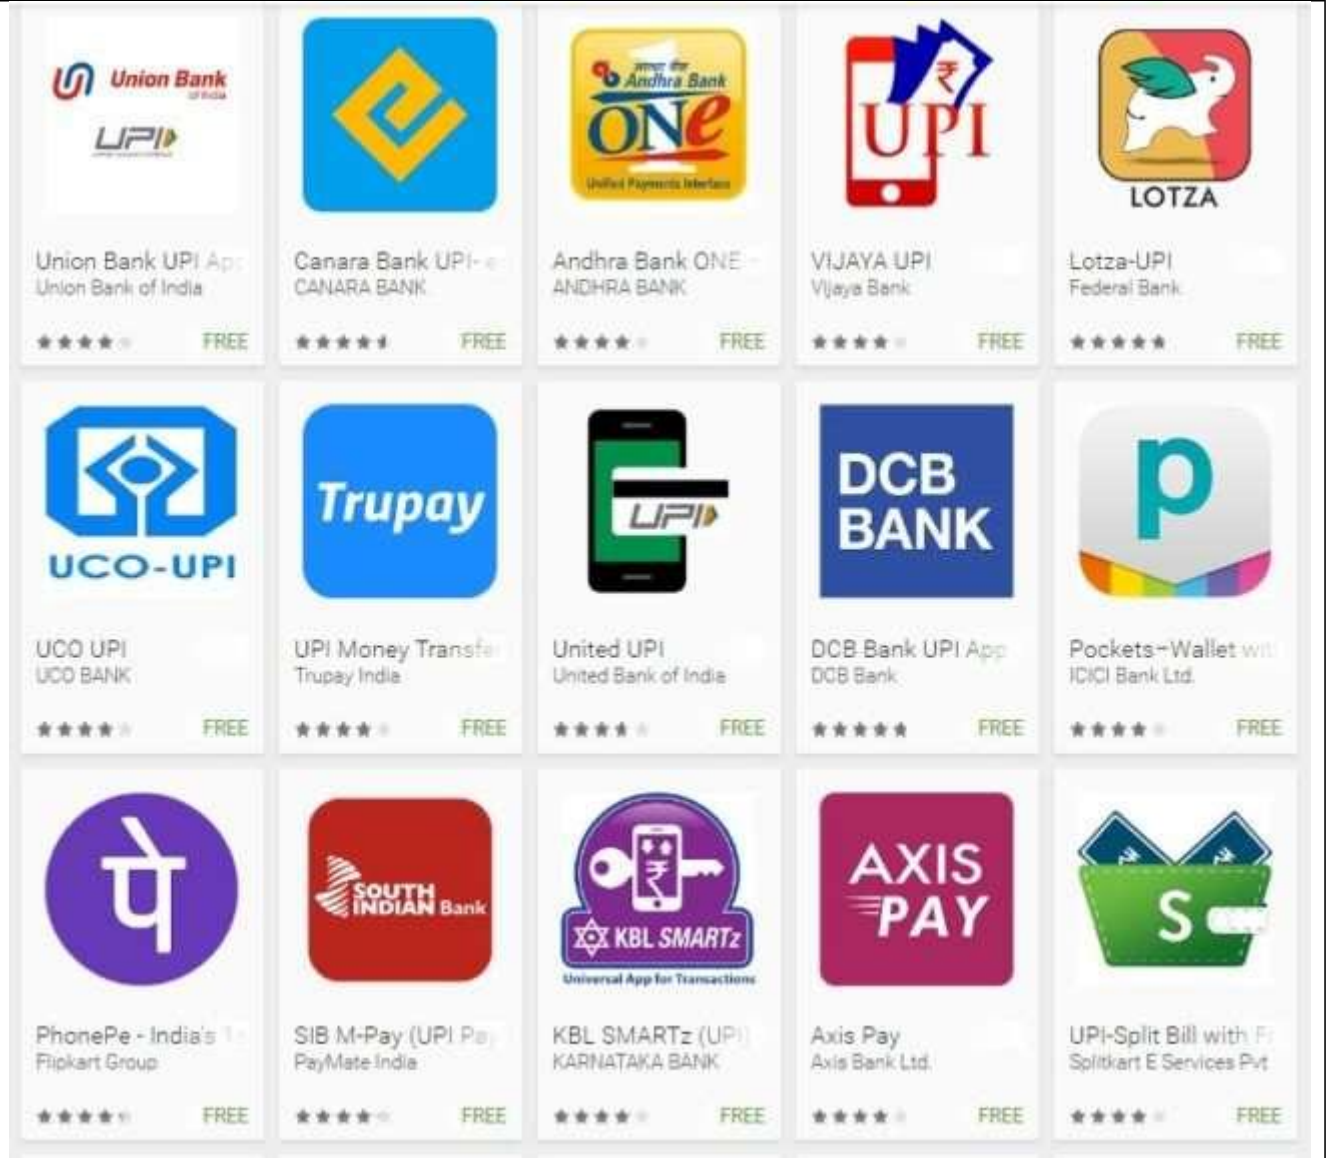 Union Bank
of India
UPI
Union Bank UPI App
Union Bank of India
FREE
Canara Bank UPI- e
CANARA BANK
FREE
आन्ध्रा बैंक
Andhra Bank
ONe
Unified Payments Interface
Andhra Bank ONE -
ANDHRA BANK
FREE
₹
UPI
VIJAYA UPI
Vijaya Bank
FREE
LOTZA
Lotza-UPI
Federal Bank
FREE
UCO-UPI
UCO UPI
UCO BANK
FREE
Trupay
UPI Money Transfe
Trupay India
FREE
UPI
United UPI
United Bank of India
FREE
DCB
BANK
DCB Bank UPI App
DCB Bank
FREE
p
Pockets-Wallet wit
ICICI Bank Ltd.
FREE
पे
PhonePe - India's
Flipkart Group
FREE
SOUTH
INDIAN Bank
SIB M-Pay (UPI Pay
PayMate India
FREE
₹
KBL SMARTz
Universal App for Transactions
KBL SMARTz (UPI)
KARNATAKA BANK
FREE
AXIS
PAY
Axis Pay
Axis Bank Ltd.
FREE
₹ ₹
S
UPI-Split Bill with F
Splitkart E Services Pvt
FREE